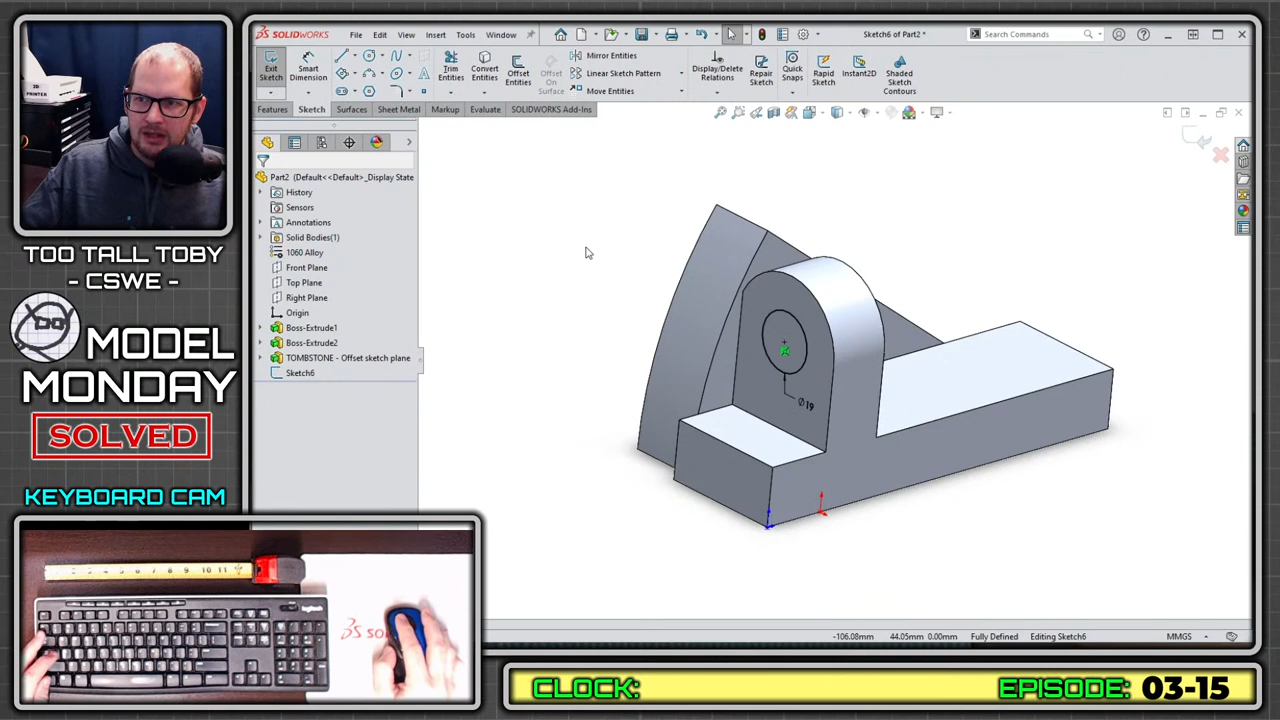 TOO TALL TOBY
- CSWE -
MODEL
MONDAY
SOLVED
KEYBOARD CAM
SOLIDWORKS
File
Edit
View
Insert
Tools
Window
Sketch6 of Part2 *
Search Commands
Exit
Sketch
Smart
Dimension
Trim
Entities
Convert
Entities
Offset
Entities
Offset
On
Surface
Mirror Entities
Linear Sketch Pattern
Move Entities
Display/Delete
Relations
Repair
Sketch
Quick
Snaps
Rapid
Sketch
Instant2D
Shaded
Sketch
Contours
Features
Sketch
Surfaces
Sheet Metal
Markup
Evaluate
SOLIDWORKS Add-Ins
Part2 (Default<<Default>_Display State
History
Sensors
Annotations
Solid Bodies(1)
1060 Alloy
Front Plane
Top Plane
Right Plane
Origin
Boss-Extrude1
Boss-Extrude2
TOMBSTONE - Offset sketch plane
Sketch6
Ø19
-106.08mm
44.05mm 0.00mm
Fully Defined
Editing Sketch6
MMGS
logitech
CLOCK:
EPISODE: 03-15